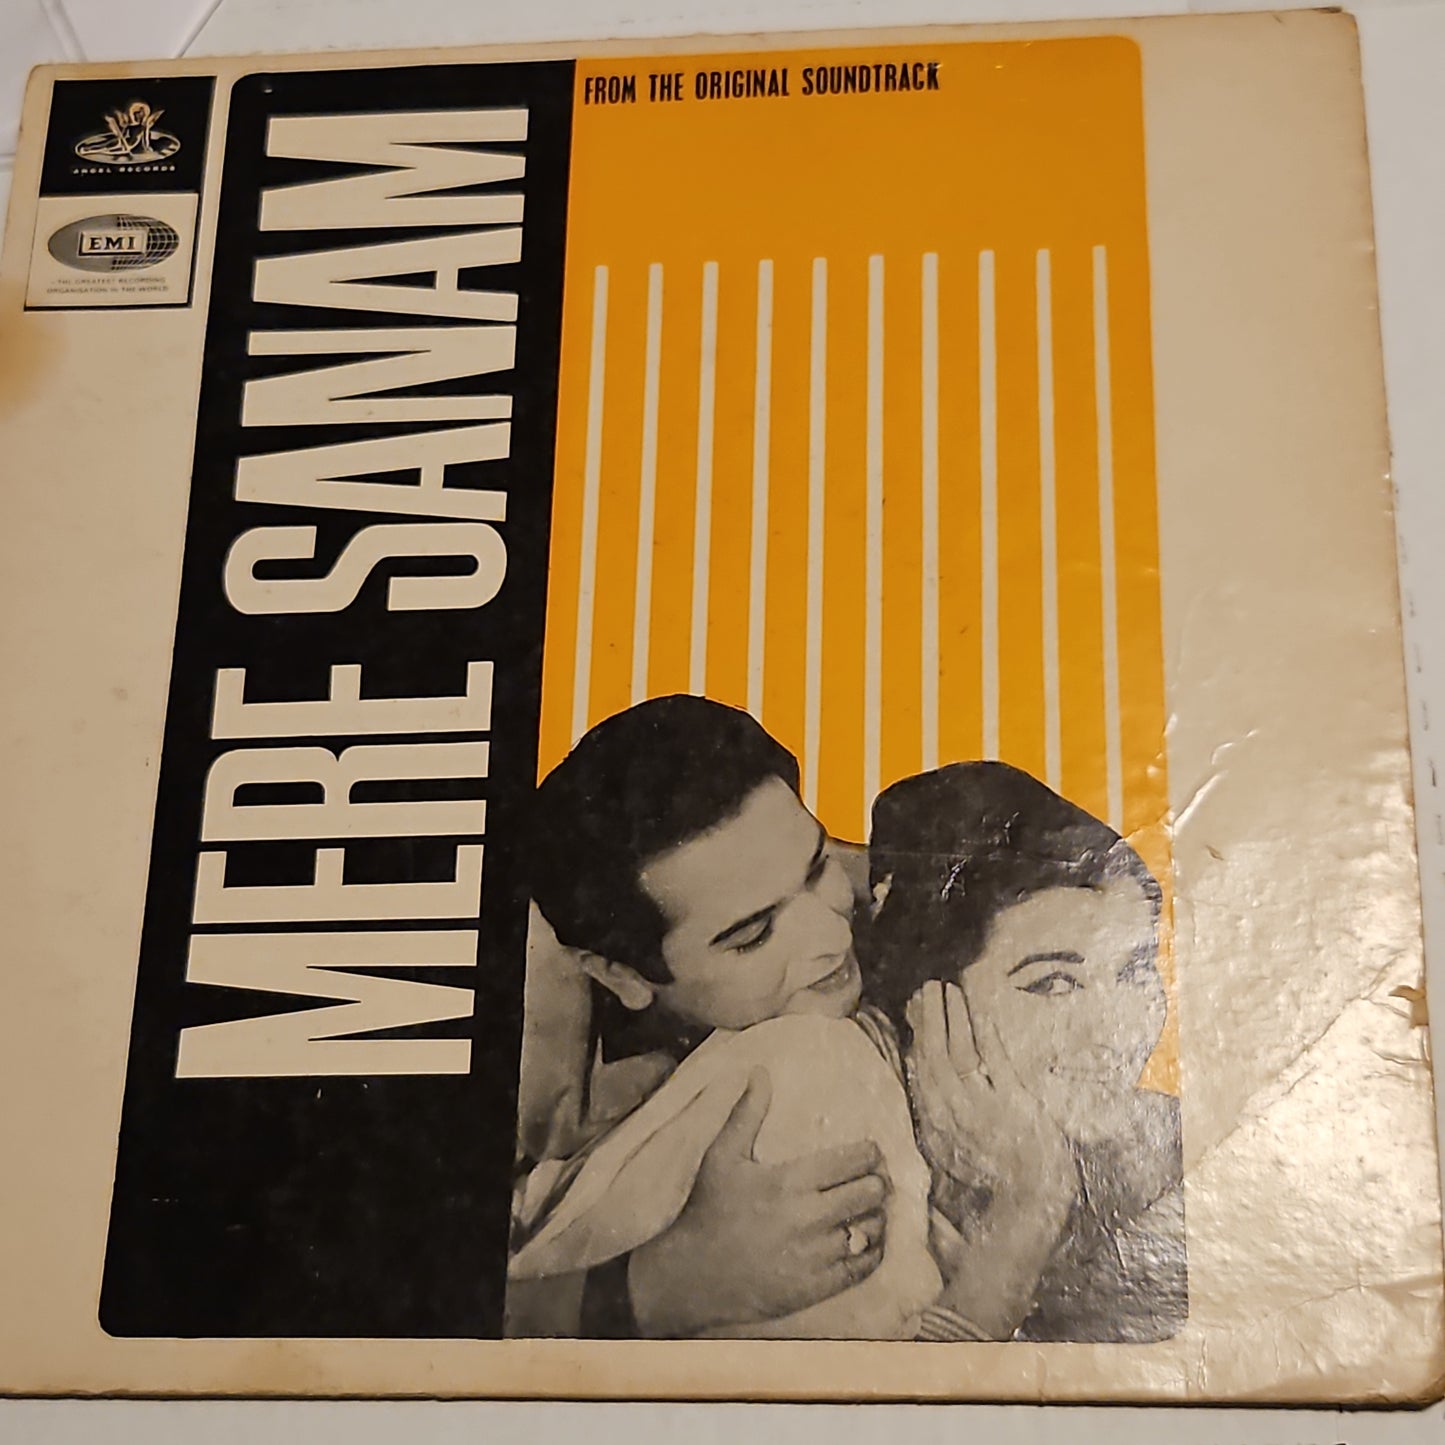 ANGEL RECORDS
EMI
THE GREATEST RECORDING
ORGANISATION IN THE WORLD
MERE SANAM
FROM THE ORIGINAL SOUNDTRACK